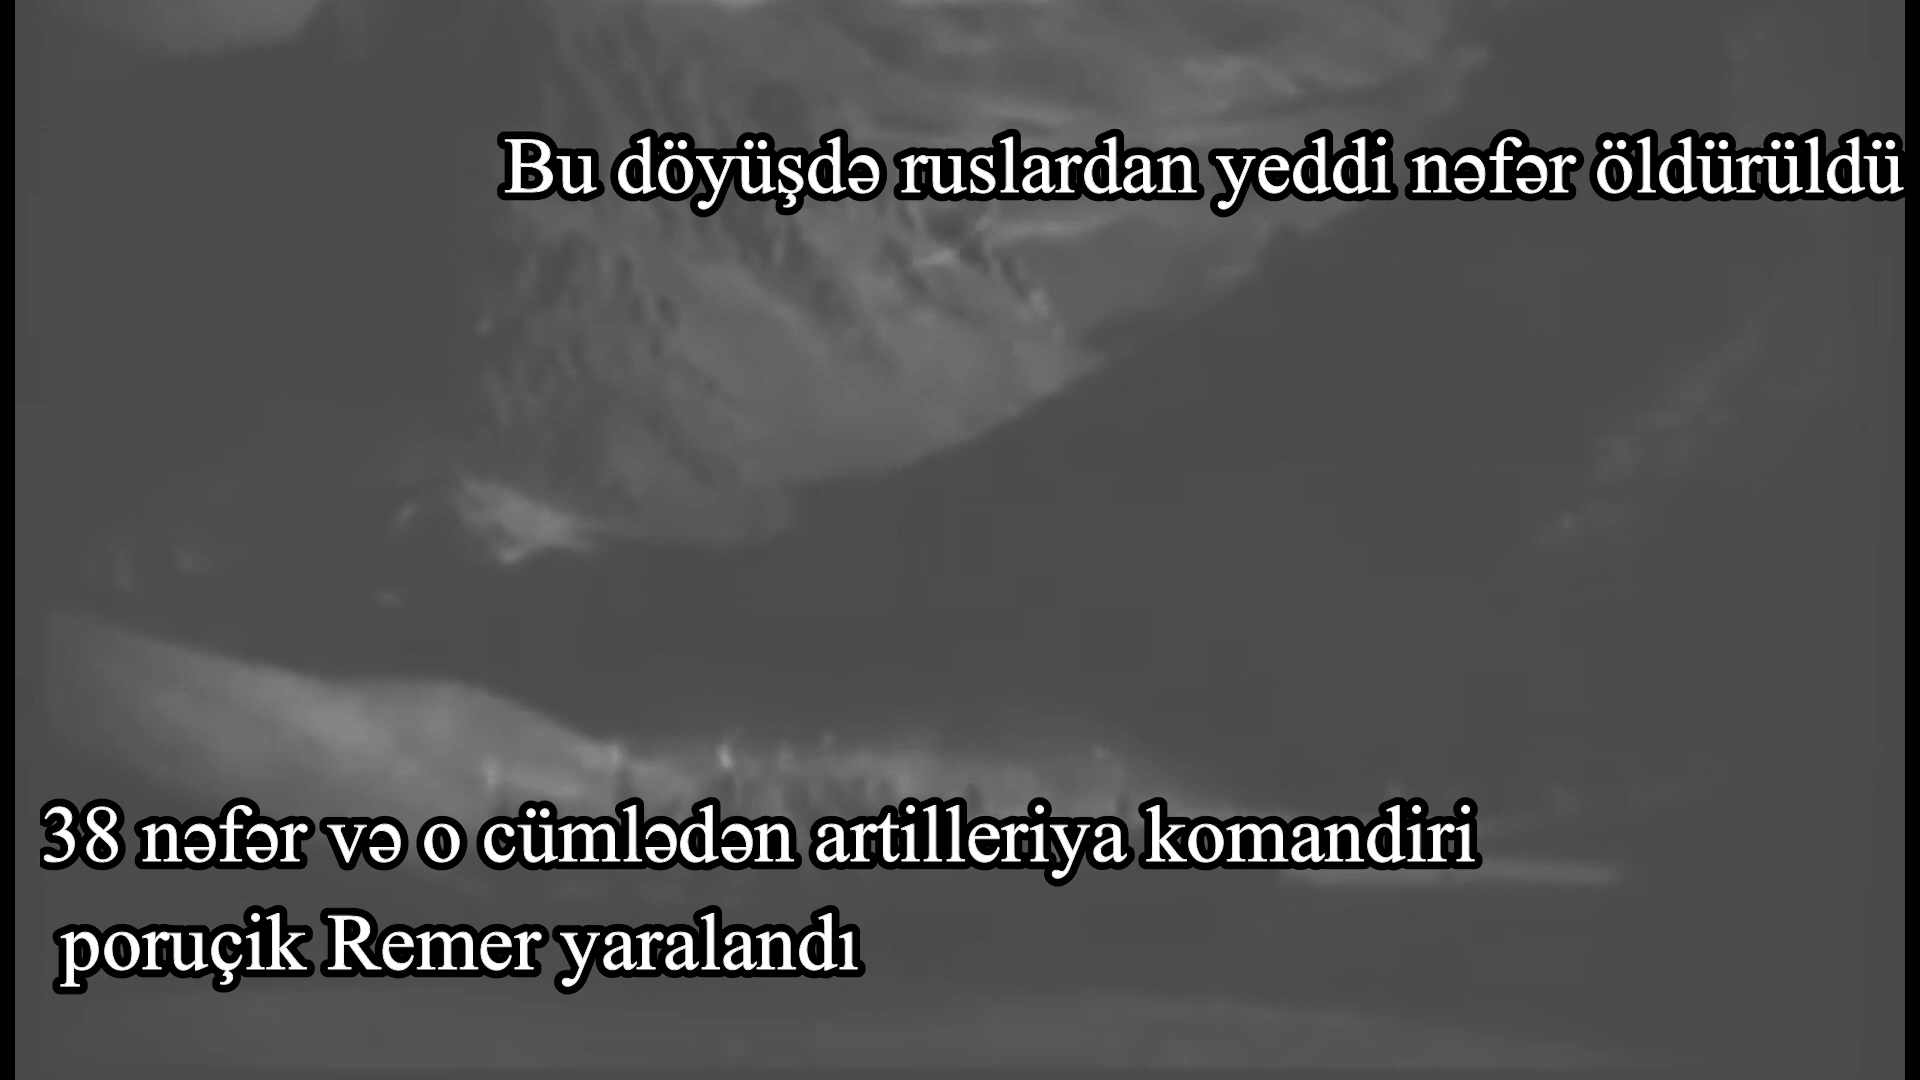 Bu döyüşdə ruslardan yeddi nəfər öldürüldü
38 nəfər və o cümlədən artilleriya komandiri
poruçik Remer yaralandı